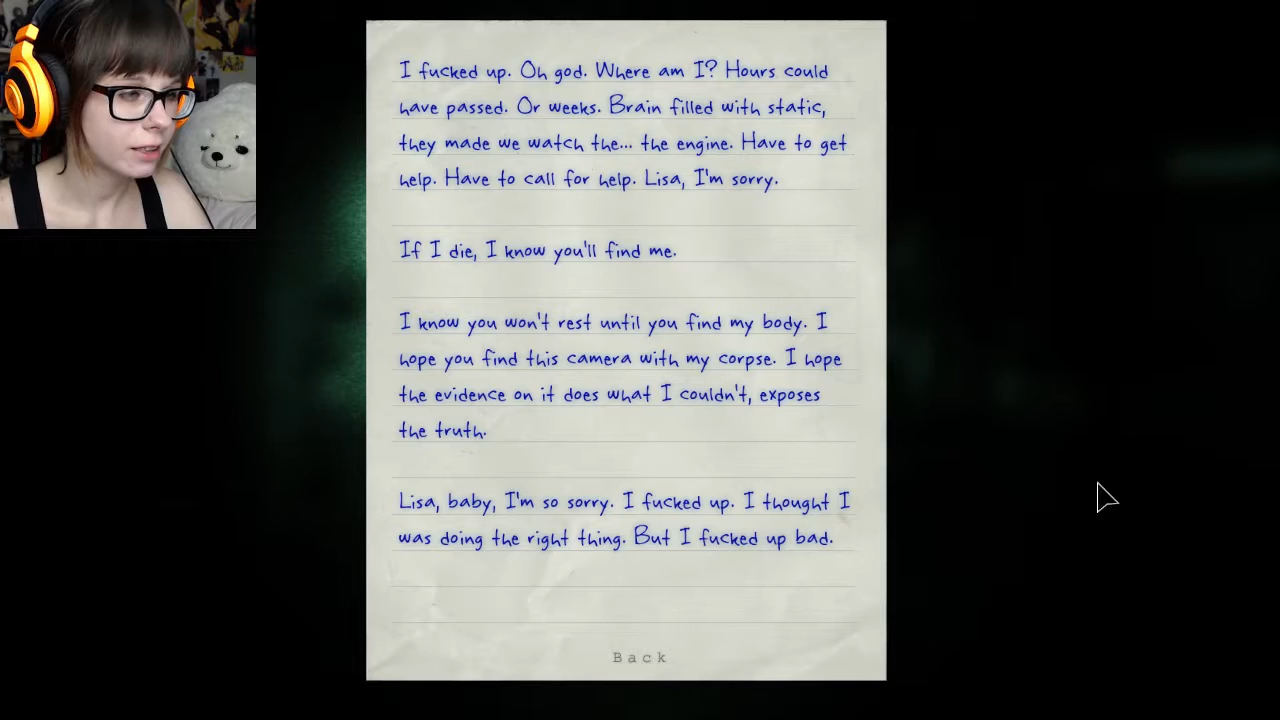 I fucked up. Oh god. Where am I? Hours could
have passed. Or weeks. Brain filled with static,
they made we watch the... the engine. Have to get
help. Have to call for help. Lisa, I'm sorry.
If I die, I know you'll find me.
I know you won't rest until you find my body. I
hope you find this camera with my corpse. I hope
the evidence on it does what I couldn't, exposes
the truth.
Lisa, baby, I'm so sorry. I fucked up. I thought I
was doing the right thing. But I fucked up bad.
Back